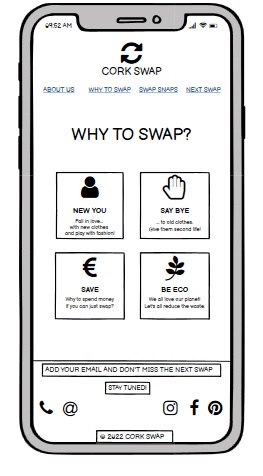 09:52 AM
CORK SWAP
ABOUT US WHY TO SWAP SWAP SNAPS NEXT SWAP
WHY TO SWAP?
NEW YOU
Fall in love..
with new clothes
and play with fashion!
SAY BYE
... to old clothes.
Give them second life!
€
SAVE
Why to spend money
if you can just swap?
BE ECO
We all love our planet!
Let's all reduce the waste.
ADD YOUR EMAIL AND DON'T MISS THE NEXT SWAP
STAY TUNED!
@
© 2022 CORK SWAP